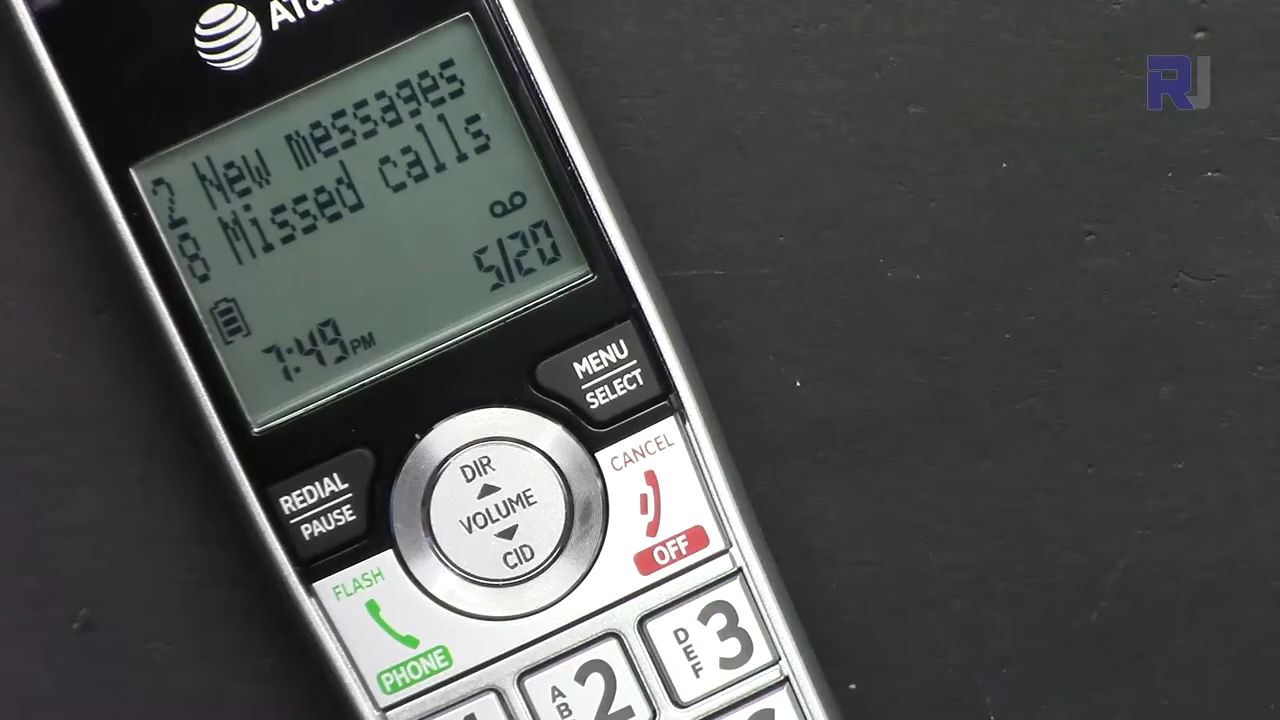 AT&
RJ
2 New messages
8 Missed calls
5/20
7:49PM
MENU
SELECT
REDIAL
PAUSE
DIR
VOLUME
CID
CANCEL
OFF
FLASH
PHONE
ABC 2
DEF 3